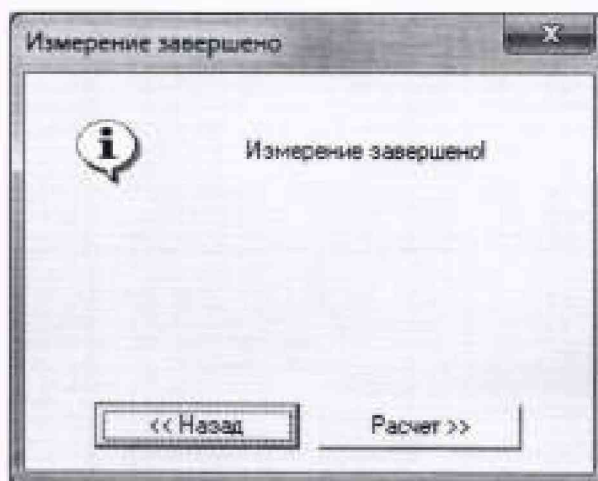 Измерение завершено
Измерение завершено!
<< Назад
Расчет >>